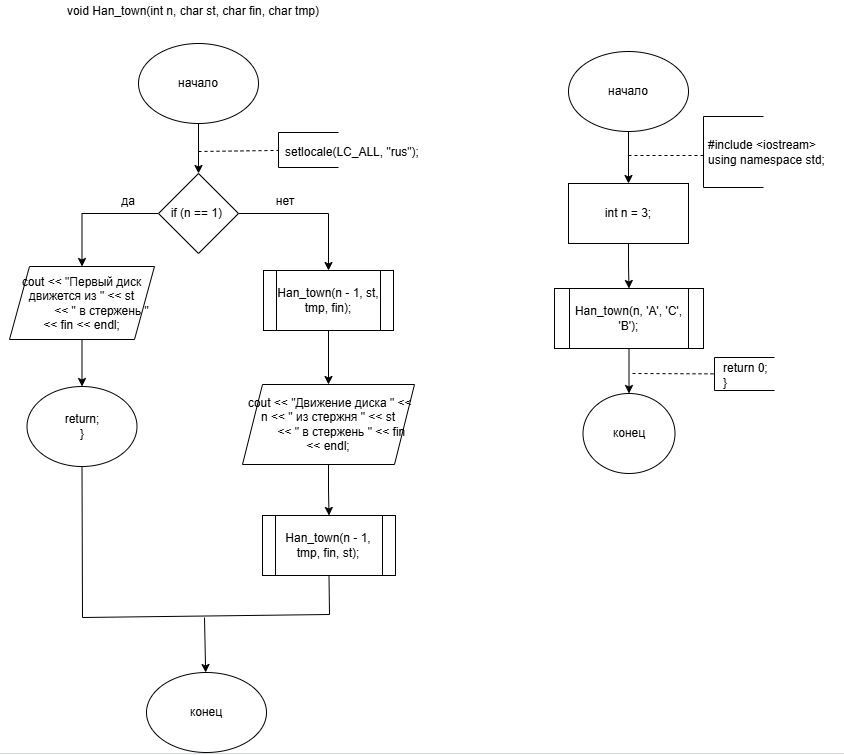 void Han_town(int n, char st, char fin, char tmp)
начало
setlocale(LC_ALL, "rus");
if (n == 1)
да
нет
cout << "Первый диск
движется из " << st
<< " в стержень "
<< fin << endl;
return;
}
Han_town(n - 1, st,
tmp, fin);
cout << "Движение диска " <<
n << " из стержня " << st
<< " в стержень " << fin
<< endl;
Han_town(n - 1,
tmp, fin, st);
конец
начало
#include <iostream>
using namespace std;
int n = 3;
Han_town(n, 'A', 'C',
'B');
return 0;
}
конец